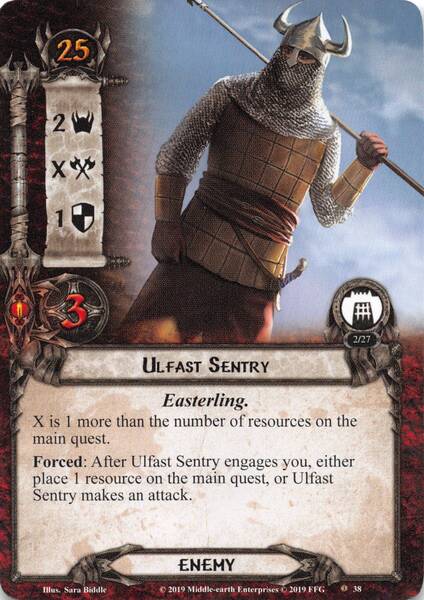 25
2
X
1
3
2/27
Ulfast Sentry
Easterling.
X is 1 more than the number of resources on the
main quest.
Forced: After Ulfast Sentry engages you, either
place 1 resource on the main quest, or Ulfast
Sentry makes an attack.
ENEMY
Illus. Sara Biddle
© 2019 Middle-earth Enterprises © 2019 FFG
38